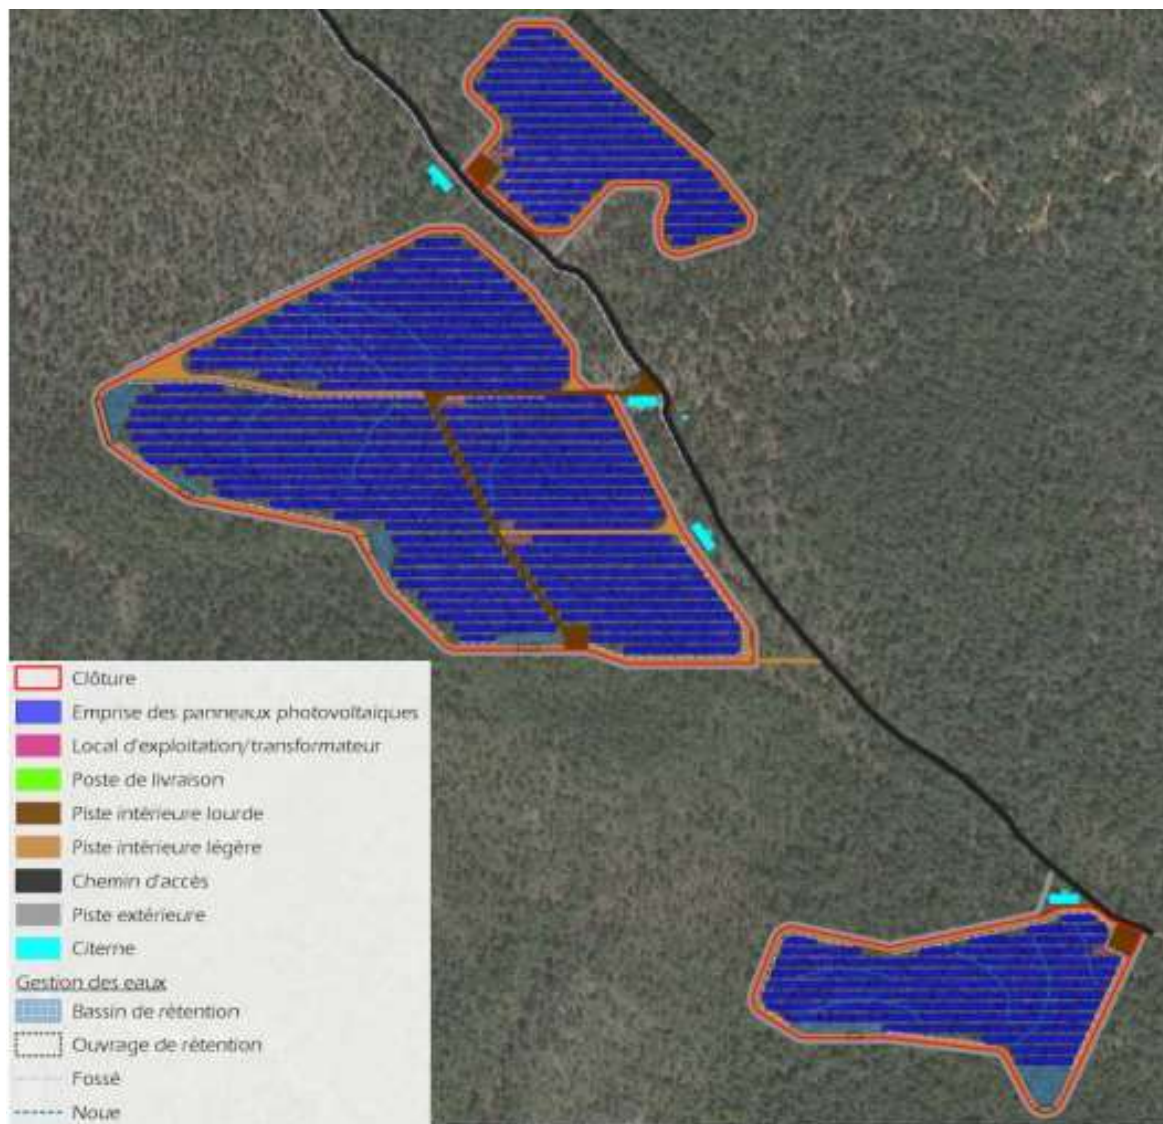 Clôture
Emprise des panneaux photovoltaïques
Local d'exploitation/transformateur
Poste de livraison
Piste intérieure lourde
Piste intérieure légère
Chemin d'accès
Piste extérieure
Citerne
Gestion des eaux
Bassin de rétention
Ouvrage de rétention
Fossé
Noue